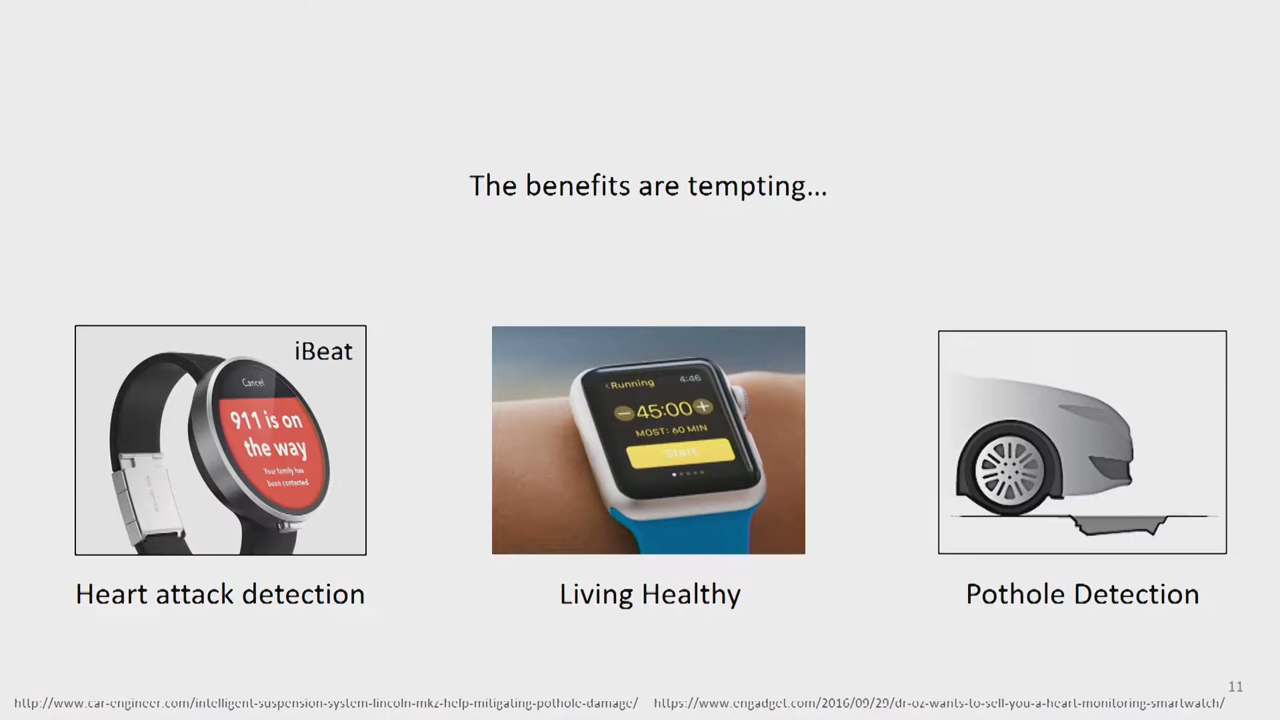 The benefits are tempting...
iBeat
Cancel
911 is on
the way
Your family has
been contacted
<Running 4:46
45:00
MOST: 60 MIN
Start
Heart attack detection
Living Healthy
Pothole Detection
11
http://www.car-engineer.com/intelligent-suspension-system-lincoln-mkz-help-mitigating-pothole-damage/ https://www.engadget.com/2016/09/29/dr-oz-wants-to-sell-you-a-heart-monitoring-smartwatch/